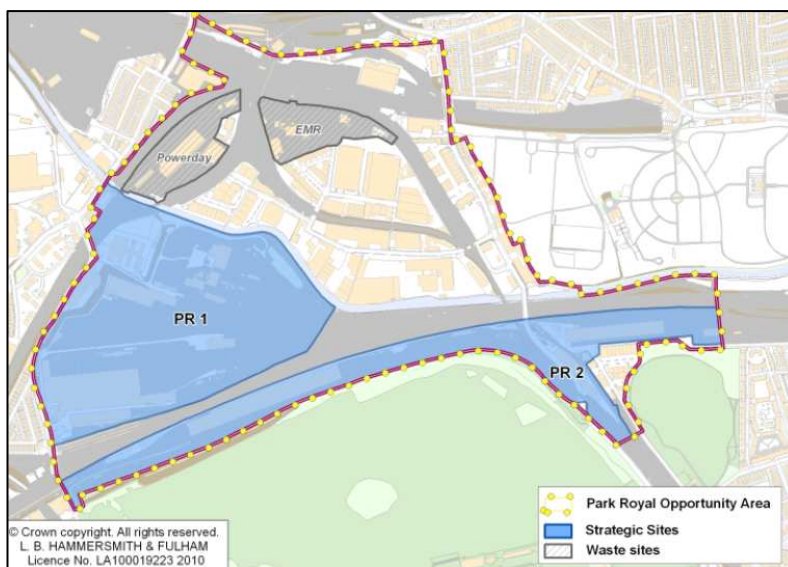 Powerday
EMR
PR 1
PR 2
Park Royal Opportunity Area
Strategic Sites
Waste sites
© Crown copyright. All rights reserved.
L. B. HAMMERSMITH & FULHAM
Licence No. LA100019223 2010